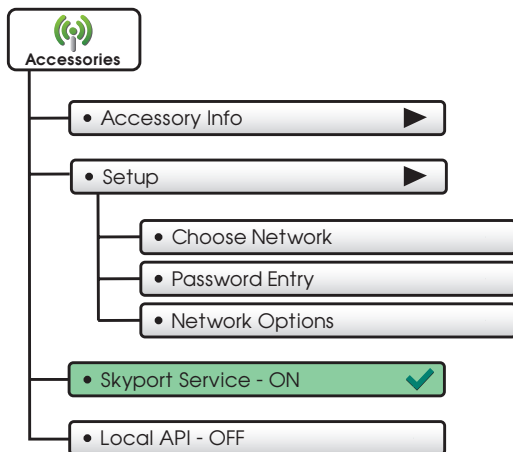 Accessories
• Accessory Info
• Setup
• Choose Network
• Password Entry
• Network Options
• Skyport Service - ON
• Local API - OFF